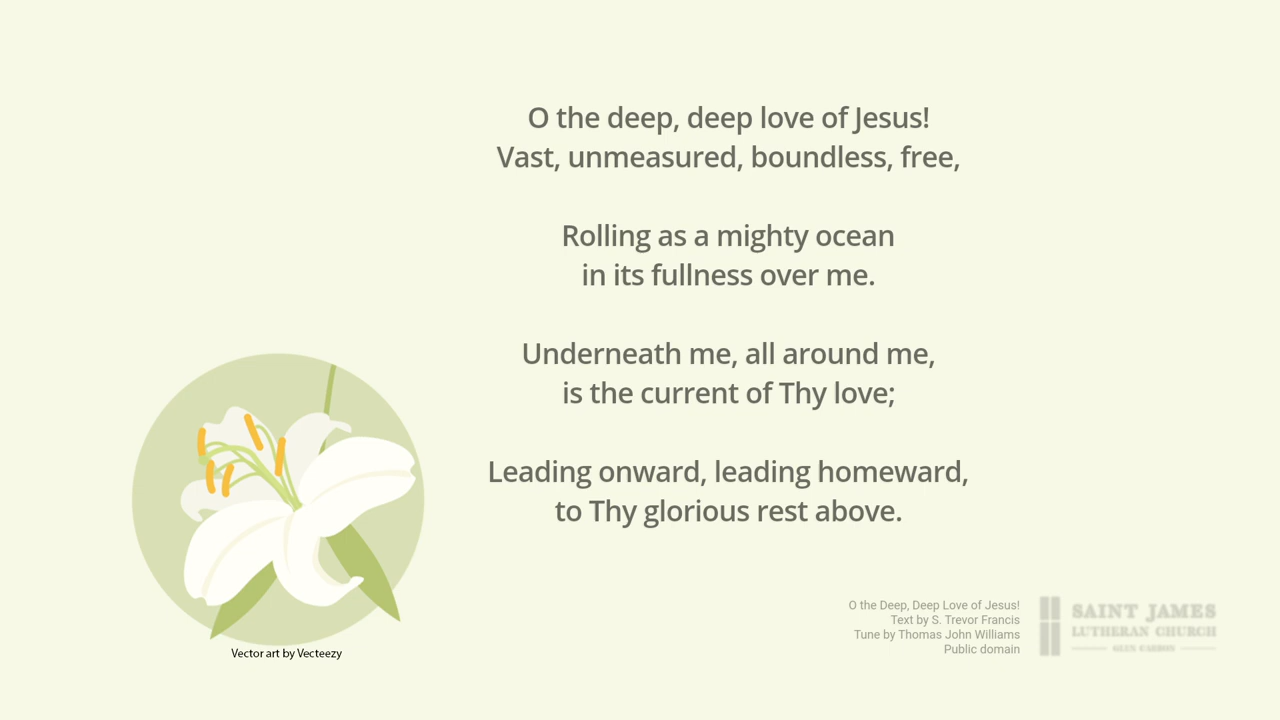 O the deep, deep love of Jesus!
Vast, unmeasured, boundless, free,
Rolling as a mighty ocean
in its fullness over me.
Underneath me, all around me,
is the current of Thy love;
Leading onward, leading homeward,
to Thy glorious rest above.
O the Deep, Deep Love of Jesus!
Text by S. Trevor Francis
Tune by Thomas John Williams
Public domain
SAINT JAMES
LUTHERAN CHURCH
GLEN CARBON
Vector art by Vecteezy